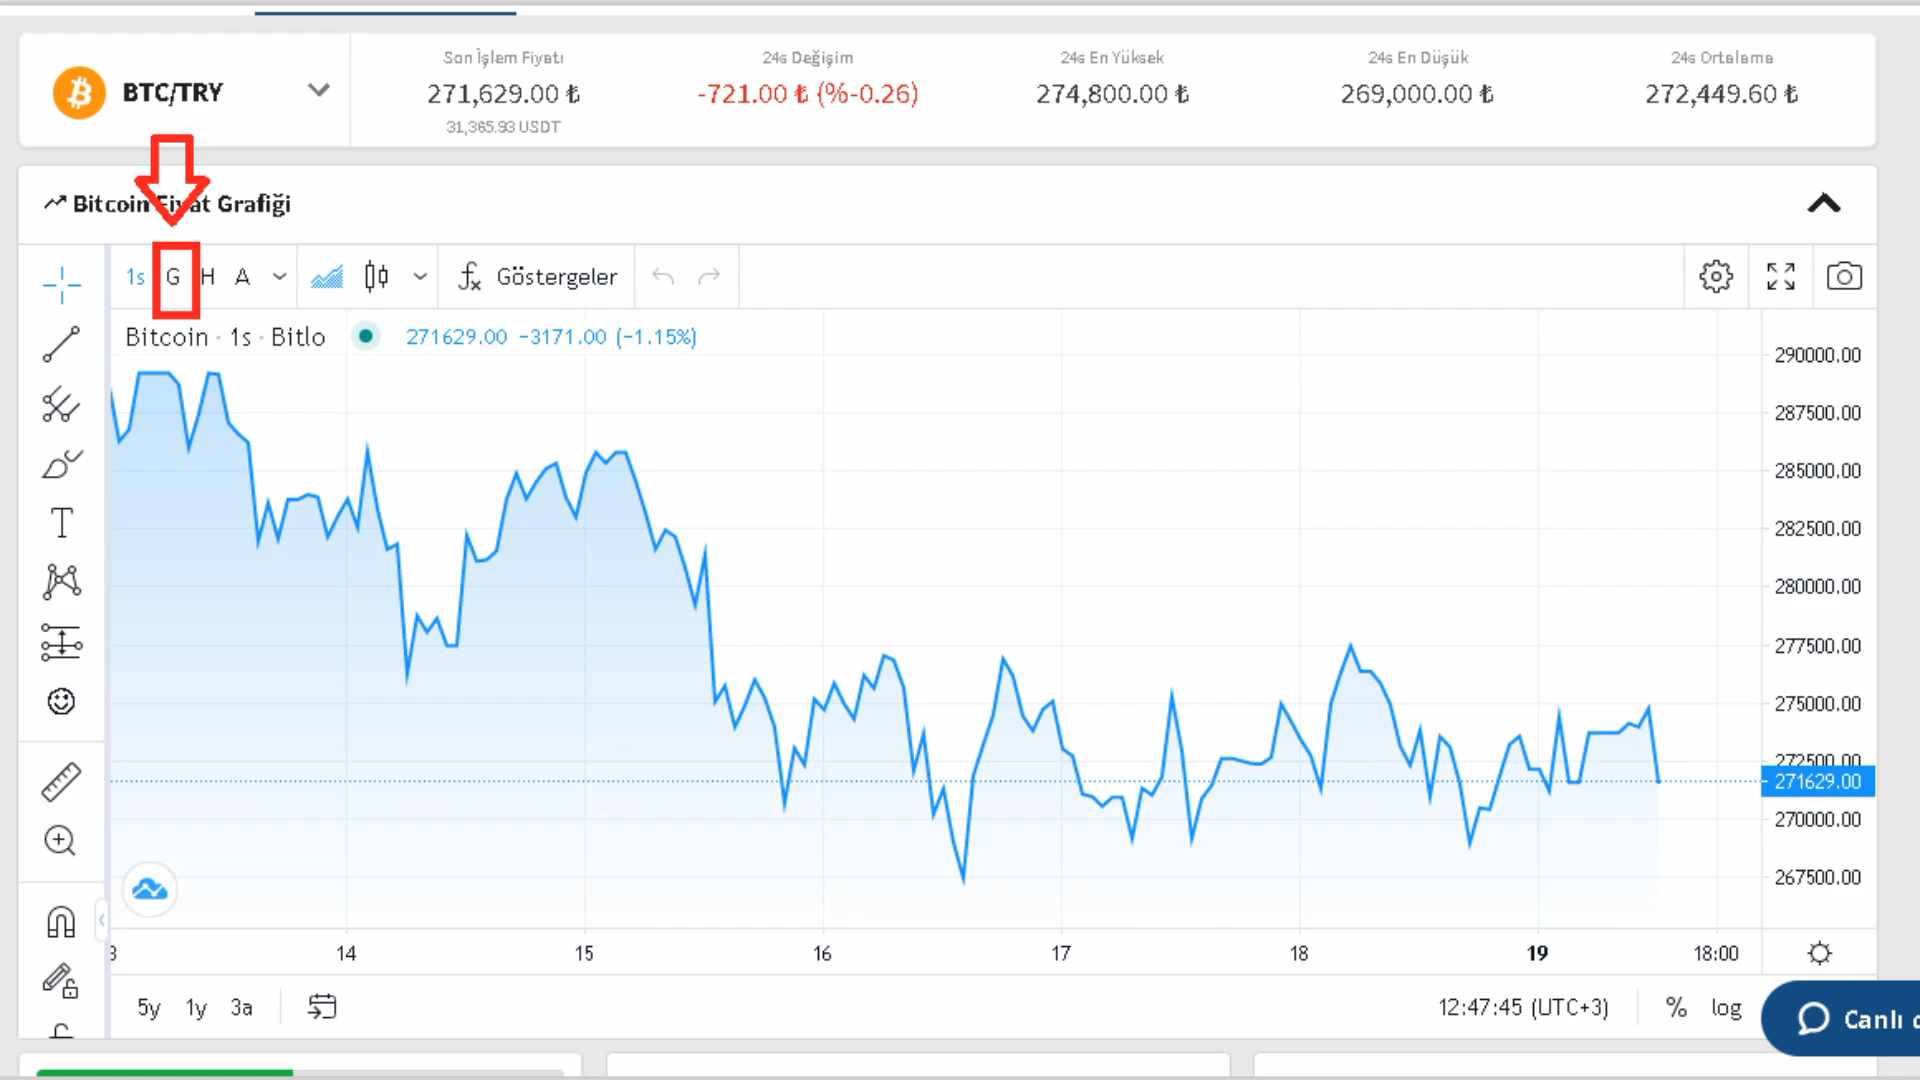 BTC/TRY
Son İşlem Fiyatı
271,629.00 ₺
31,365.93 USDT
24s Değişim
-721.00 ₺ (%-0.26)
24s En Yüksek
274,800.00 ₺
24s En Düşük
269,000.00 ₺
24s Ortalama
272,449.60 ₺
Bitcoin Fiyat Grafiği
1s G H A
Göstergeler
Bitcoin · 1s · Bitlo
271629.00 −3171.00 (−1.15%)
290000.00
287500.00
285000.00
282500.00
280000.00
277500.00
275000.00
272500.00
271629.00
270000.00
267500.00
14 15 16 17 18 19 18:00
5y 1y 3a
12:47:45 (UTC+3)
% log
Canlı